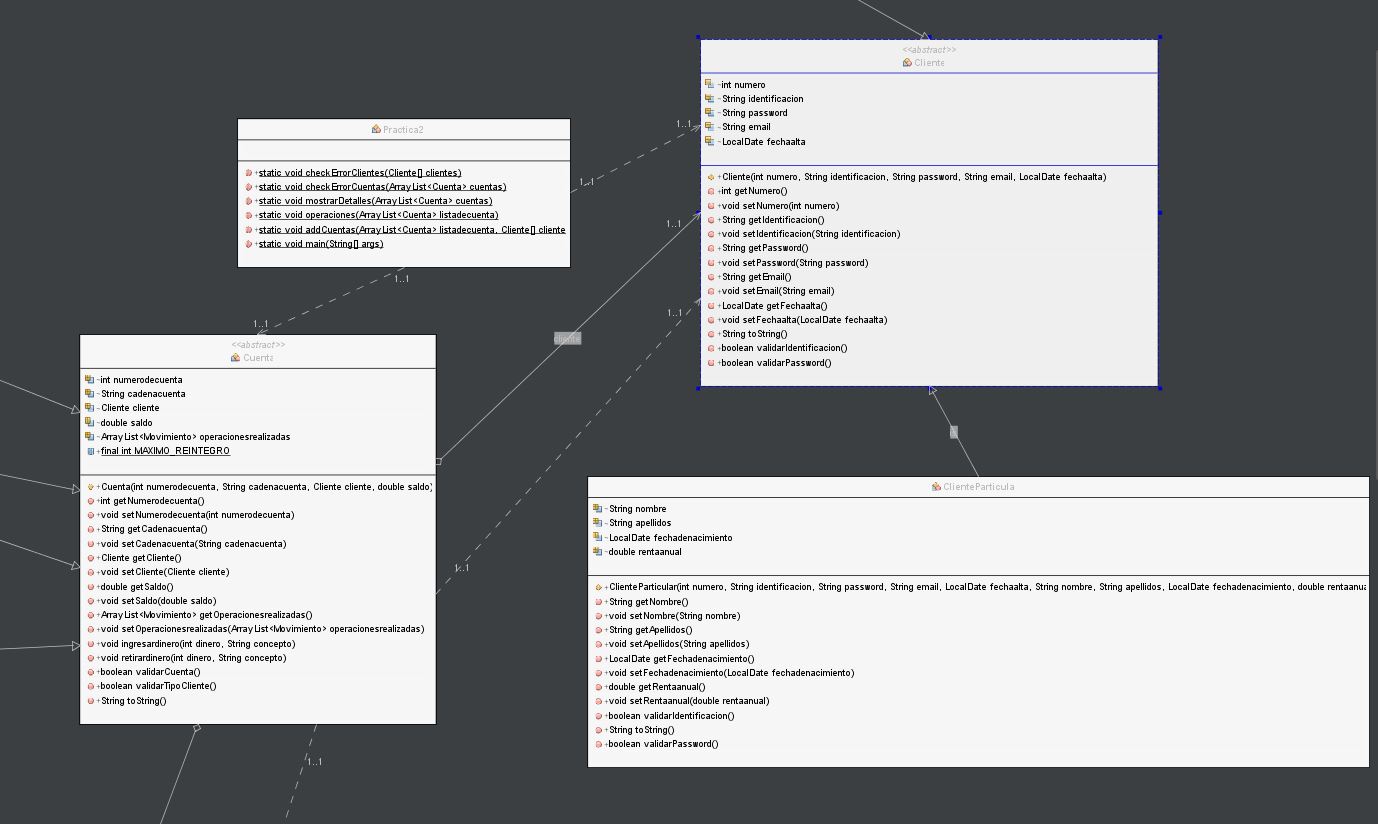 <<abstract>>
Cliente
-int numero
-String identificacion
-String password
-String email
-LocalDate fechaalta
+Cliente(int numero, String identificacion, String password, String email, LocalDate fechaalta)
+int getNumero()
+void setNumero(int numero)
+String getIdentificacion()
+void setIdentificacion(String identificacion)
+String getPassword()
+void setPassword(String password)
+String getEmail()
+void setEmail(String email)
+LocalDate getFechaalta()
+void setFechaalta(LocalDate fechaalta)
+String toString()
+boolean validarIdentificacion()
+boolean validarPassword()
Practica2
+static void checkErrorClientes(Cliente[] clientes)
+static void checkErrorCuentas(ArrayList<Cuenta> cuentas)
+static void mostrarDetalles(ArrayList<Cuenta> cuentas)
+static void operaciones(ArrayList<Cuenta> listadecuenta)
+static void addCuentas(ArrayList<Cuenta> listadecuenta, Cliente[] cliente
+static void main(String[] args)
1..1
1..1
1..1
1..1
1..1
cliente
1..1
1..1
<<abstract>>
Cuenta
-int numerodecuenta
-String cadenacuenta
-Cliente cliente
-double saldo
-ArrayList<Movimiento> operacionesrealizadas
+final int MAXIMO_REINTEGRO
+Cuenta(int numerodecuenta, String cadenacuenta, Cliente cliente, double saldo)
+int getNumerodecuenta()
+void setNumerodecuenta(int numerodecuenta)
+String getCadenacuenta()
+void setCadenacuenta(String cadenacuenta)
+Cliente getCliente()
+void setCliente(Cliente cliente)
+double getSaldo()
+void setSaldo(double saldo)
+ArrayList<Movimiento> getOperacionesrealizadas()
+void setOperacionesrealizadas(ArrayList<Movimiento> operacionesrealizadas)
+void ingresardinero(int dinero, String concepto)
+void retirardinero(int dinero, String concepto)
+boolean validarCuenta()
+boolean validarTipoCliente()
+String toString()
1..1
ClienteParticula
-String nombre
-String apellidos
-LocalDate fechadenacimiento
-double rentaanual
+ClienteParticular(int numero, String identificacion, String password, String email, LocalDate fechaalta, String nombre, String apellidos, LocalDate fechadenacimiento, double rentaanua
+String getNombre()
+void setNombre(String nombre)
+String getApellidos()
+void setApellidos(String apellidos)
+LocalDate getFechadenacimiento()
+void setFechadenacimiento(LocalDate fechadenacimiento)
+double getRentaanual()
+void setRentaanual(double rentaanual)
+boolean validarIdentificacion()
+String toString()
+boolean validarPassword()